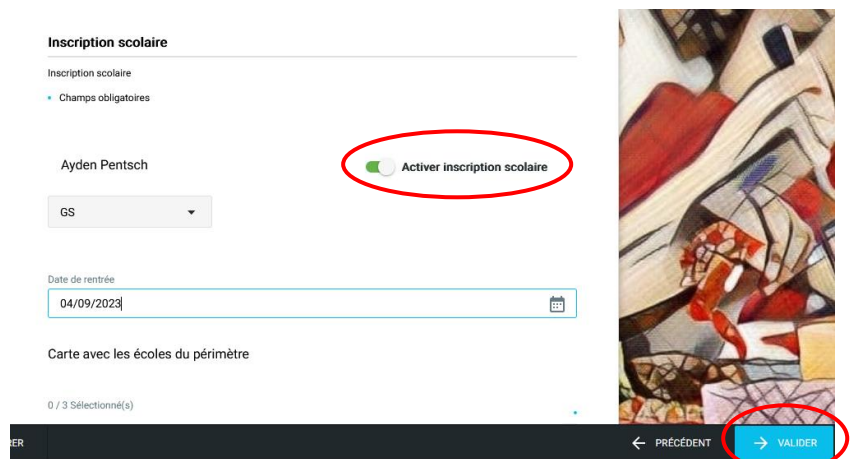 Inscription scolaire
Inscription scolaire
• Champs obligatoires
Ayden Pentsch
Activer inscription scolaire
GS
Date de rentrée
04/09/2023
Carte avec les écoles du périmètre
0 / 3 Sélectionné(s)
RER
← PRÉCÉDENT
→ VALIDER